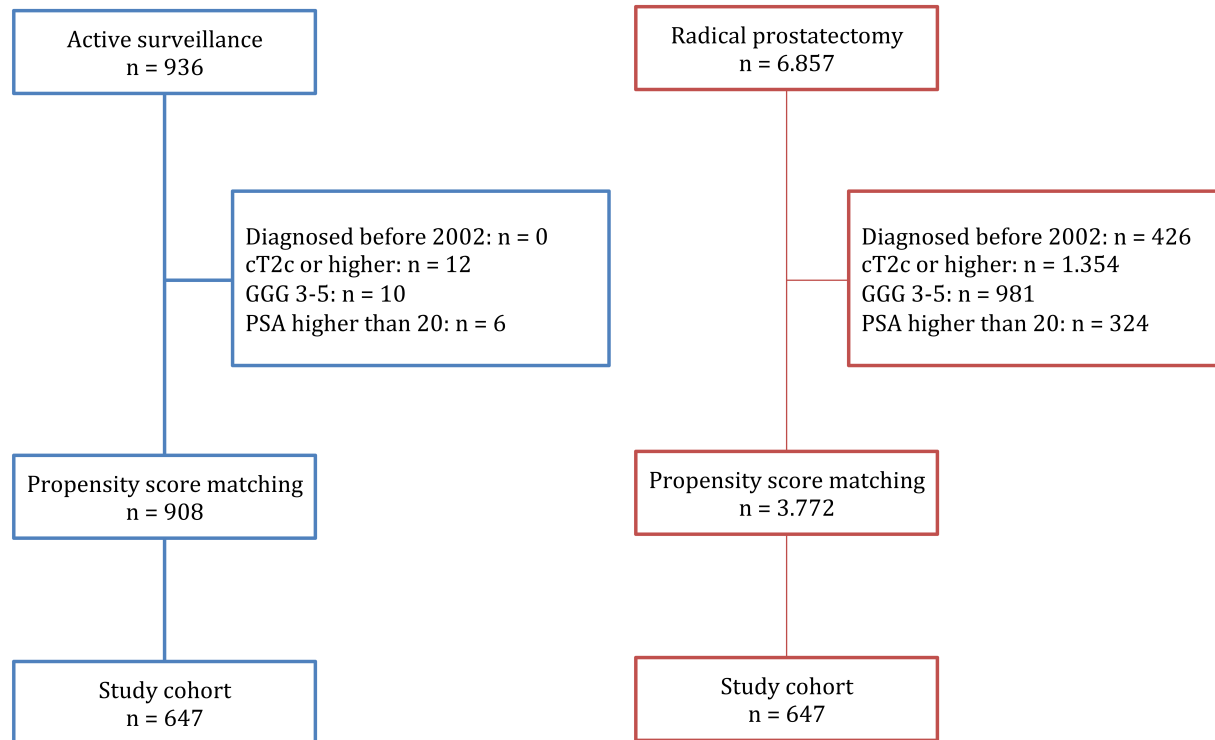 Active surveillance
n = 936
Radical prostatectomy
n = 6.857
Diagnosed before 2002: n = 0
cT2c or higher: n = 12
GGG 3-5: n = 10
PSA higher than 20: n = 6
Diagnosed before 2002: n = 426
cT2c or higher: n = 1.354
GGG 3-5: n = 981
PSA higher than 20: n = 324
Propensity score matching
n = 908
Propensity score matching
n = 3.772
Study cohort
n = 647
Study cohort
n = 647